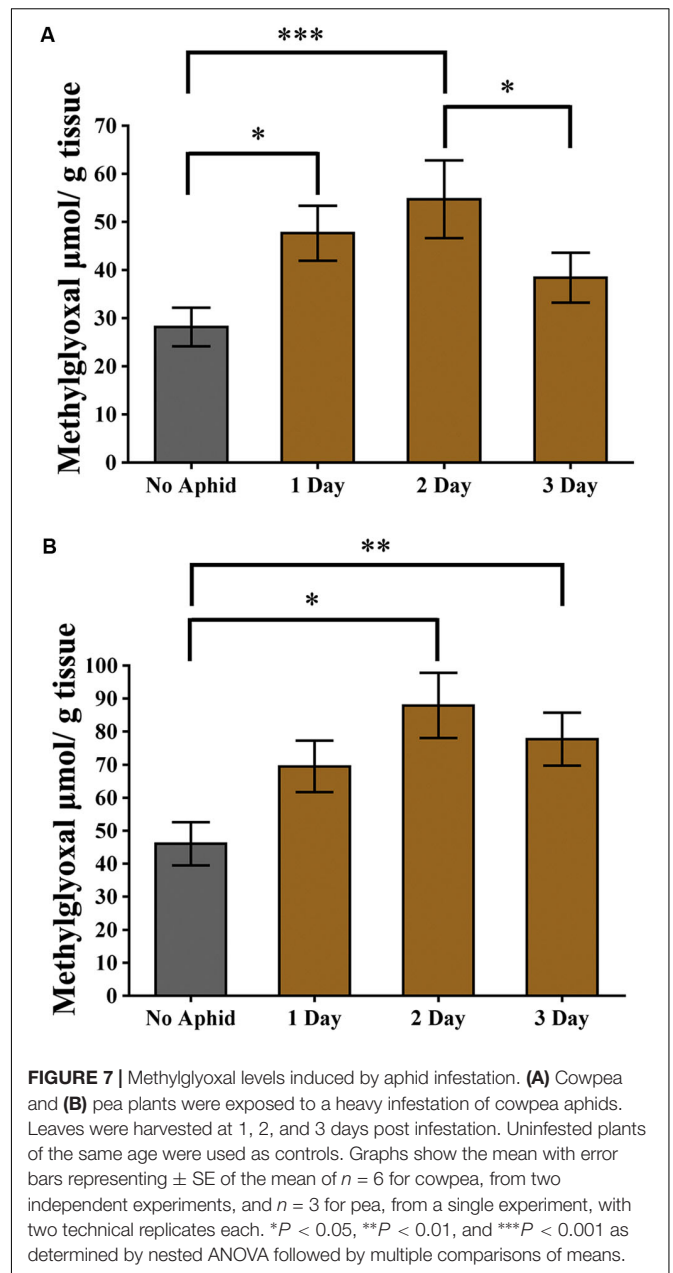 A
***
*
*
Methylglyoxal µmol/ g tissue
70
60
50
40
30
20
10
0
No Aphid 1 Day 2 Day 3 Day
B
**
*
Methylglyoxal µmol/ g tissue
100
90
80
70
60
50
40
30
20
10
0
No Aphid 1 Day 2 Day 3 Day
FIGURE 7 | Methylglyoxal levels induced by aphid infestation. (A) Cowpea
and (B) pea plants were exposed to a heavy infestation of cowpea aphids.
Leaves were harvested at 1, 2, and 3 days post infestation. Uninfested plants
of the same age were used as controls. Graphs show the mean with error
bars representing ± SE of the mean of n = 6 for cowpea, from two
independent experiments, and n = 3 for pea, from a single experiment, with
two technical replicates each. *P < 0.05, **P < 0.01, and ***P < 0.001 as
determined by nested ANOVA followed by multiple comparisons of means.